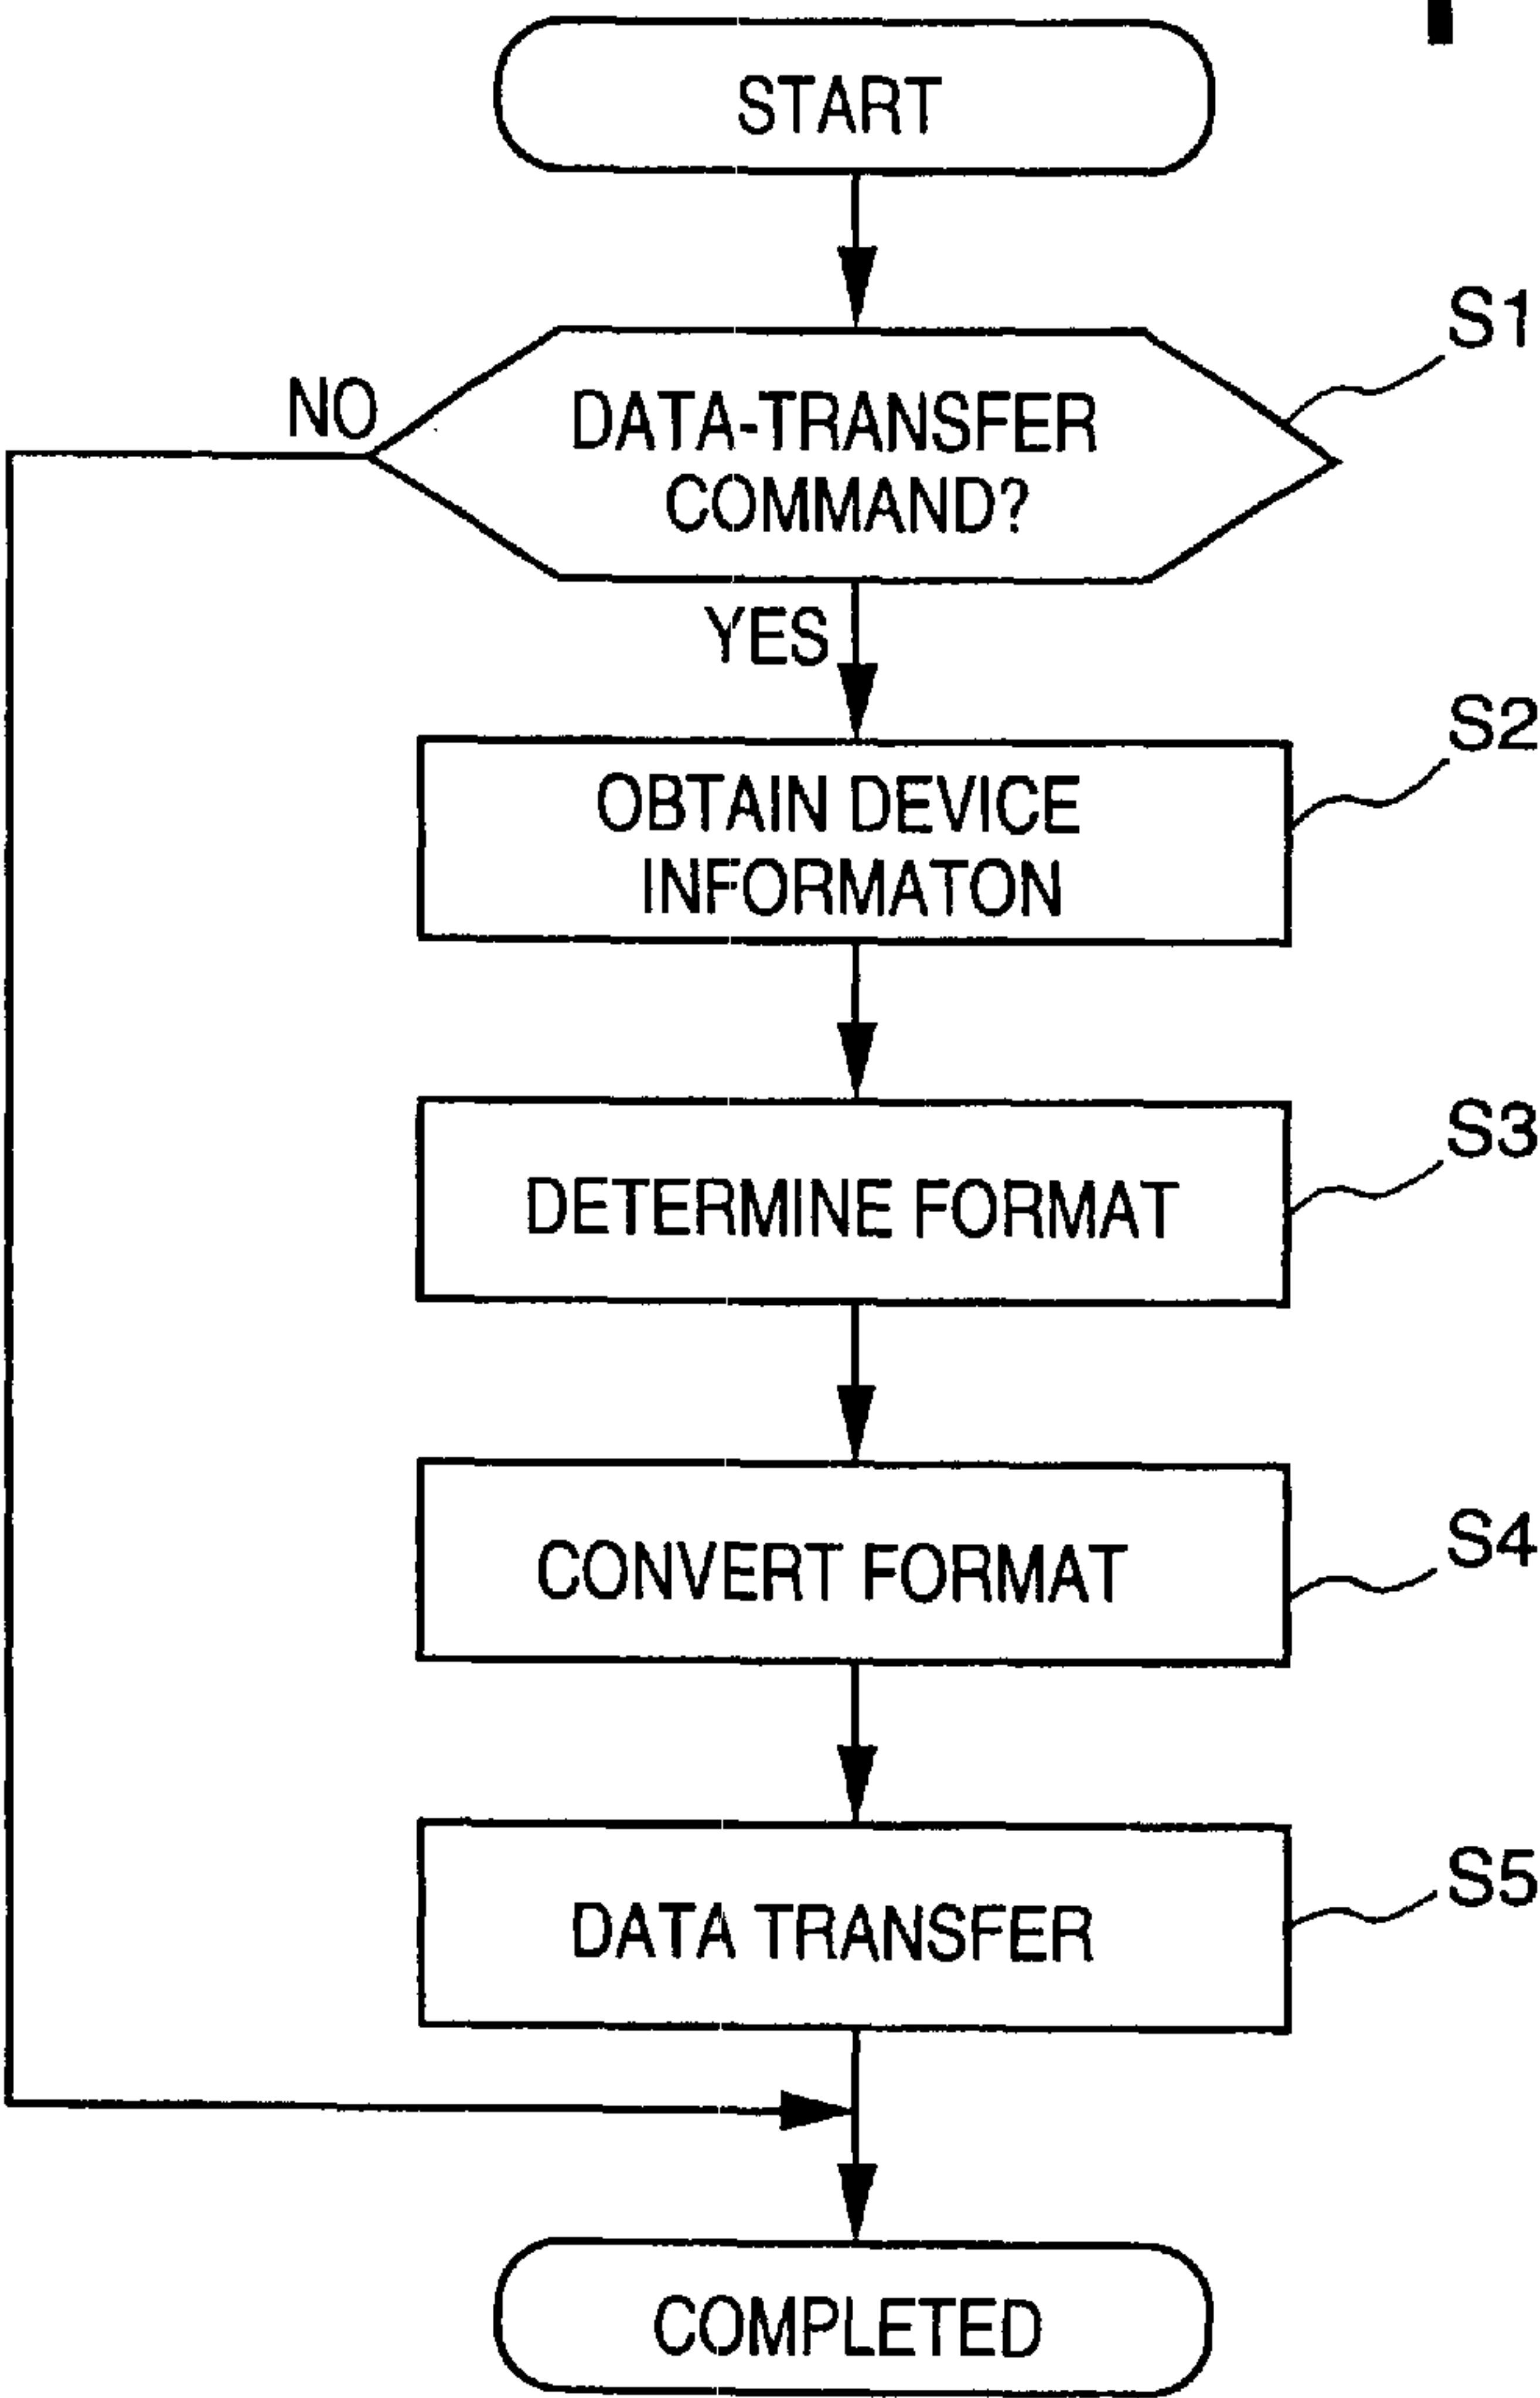 START
S1
NO
DATA-TRANSFER
COMMAND?
YES
S2
OBTAIN DEVICE
INFORMATON
S3
DETERMINE FORMAT
S4
CONVERT FORMAT
S5
DATA TRANSFER
COMPLETED